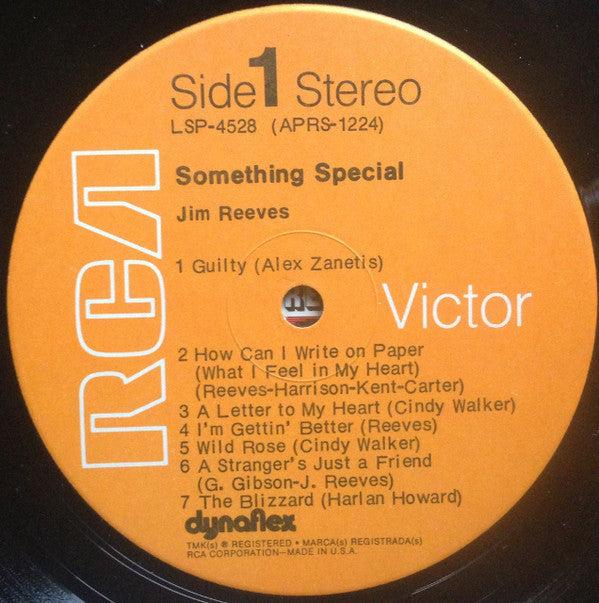 Side 1 Stereo
LSP-4528 (APRS-1224)
Something Special
Jim Reeves
1 Guilty (Alex Zanetis)
RCA
Victor
2 How Can I Write on Paper
(What I Feel in My Heart)
(Reeves-Harrison-Kent-Carter)
3 A Letter to My Heart (Cindy Walker)
4 I'm Gettin' Better (Reeves)
5 Wild Rose (Cindy Walker)
6 A Stranger's Just a Friend
(G. Gibson-J. Reeves)
7 The Blizzard (Harlan Howard)
dynaflex
TMK(s) ® REGISTERED • MARCA(s) REGISTRADA(s)
RCA CORPORATION—MADE IN U.S.A.